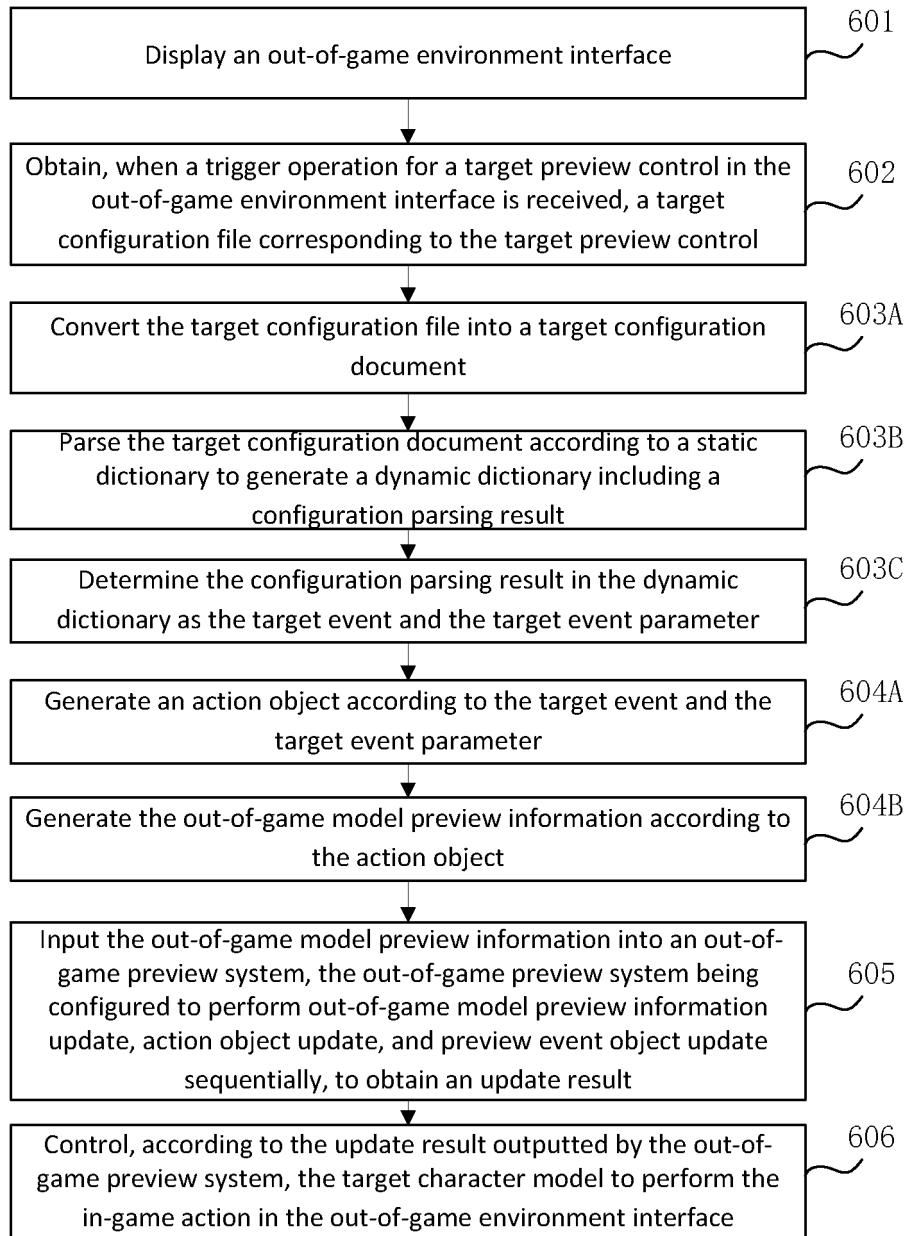 601
Display an out-of-game environment interface
602
Obtain, when a trigger operation for a target preview control in the
out-of-game environment interface is received, a target
configuration file corresponding to the target preview control
603A
Convert the target configuration file into a target configuration
document
603B
Parse the target configuration document according to a static
dictionary to generate a dynamic dictionary including a
configuration parsing result
603C
Determine the configuration parsing result in the dynamic
dictionary as the target event and the target event parameter
604A
Generate an action object according to the target event and the
target event parameter
604B
Generate the out-of-game model preview information according to
the action object
605
Input the out-of-game model preview information into an out-of-
game preview system, the out-of-game preview system being
configured to perform out-of-game model preview information
update, action object update, and preview event object update
sequentially, to obtain an update result
606
Control, according to the update result outputted by the out-of-
game preview system, the target character model to perform the
in-game action in the out-of-game environment interface